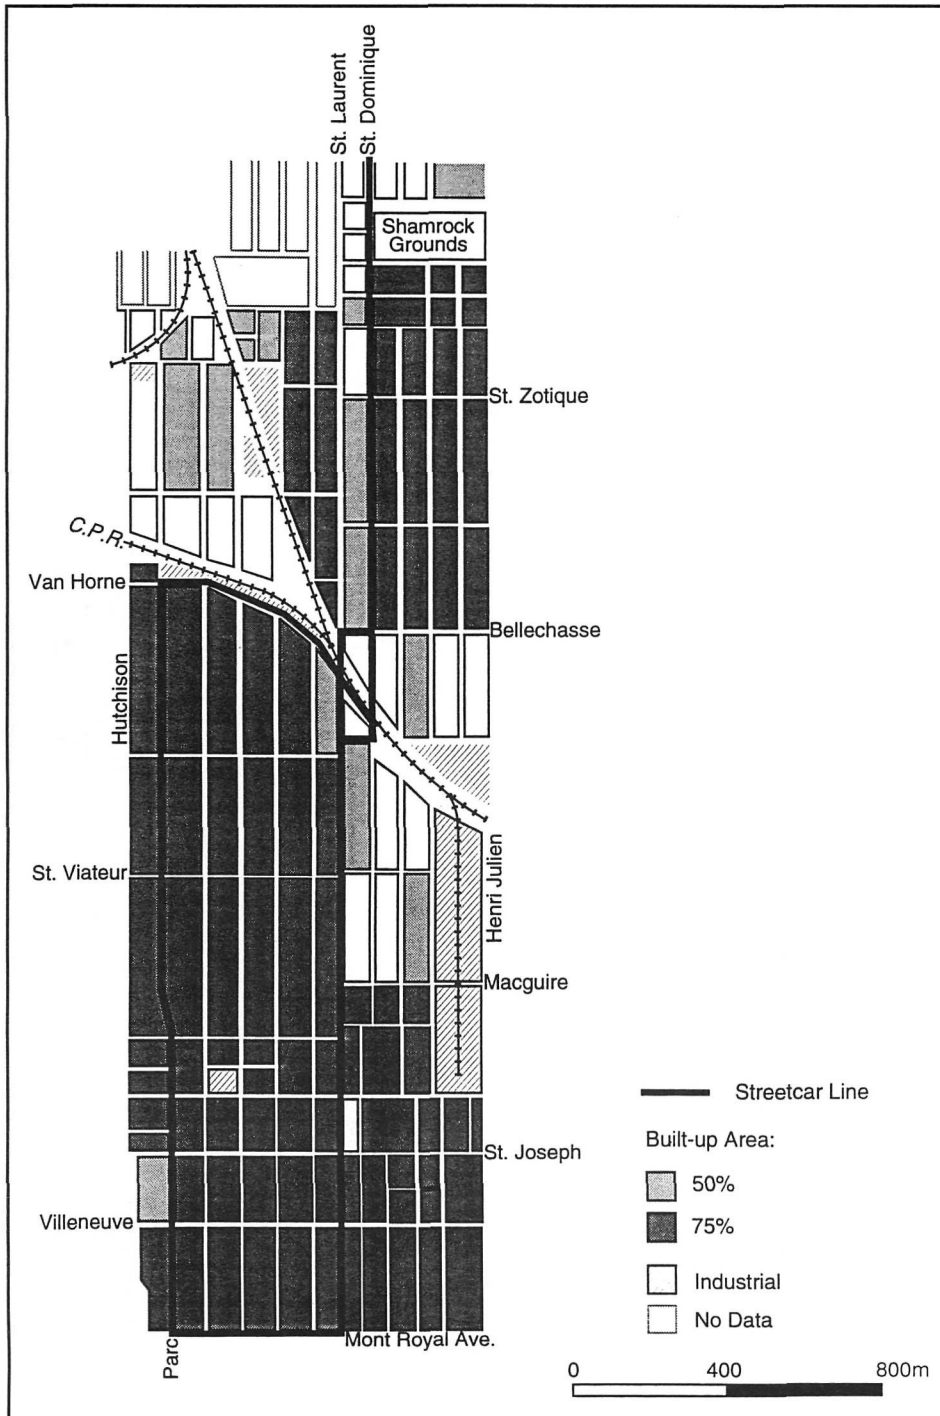 St. Laurent
St. Dominique
Shamrock
Grounds
St. Zotique
C.P.R.
Van Horne
Bellechasse
Hutchison
St. Viateur
Henri Julien
Macguire
Streetcar Line
Built-up Area:
St. Joseph
50%
Villeneuve
75%
Industrial
No Data
Mont Royal Ave.
Parc
0 400 800m